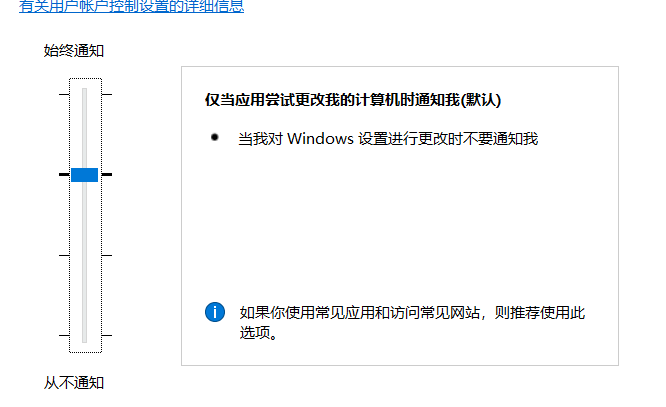 有关用户帐户控制设置的详细信息
始终通知
仅当应用尝试更改我的计算机时通知我(默认)
当我对 Windows 设置进行更改时不要通知我
如果你使用常见应用和访问常见网站，则推荐使用此
选项。
从不通知